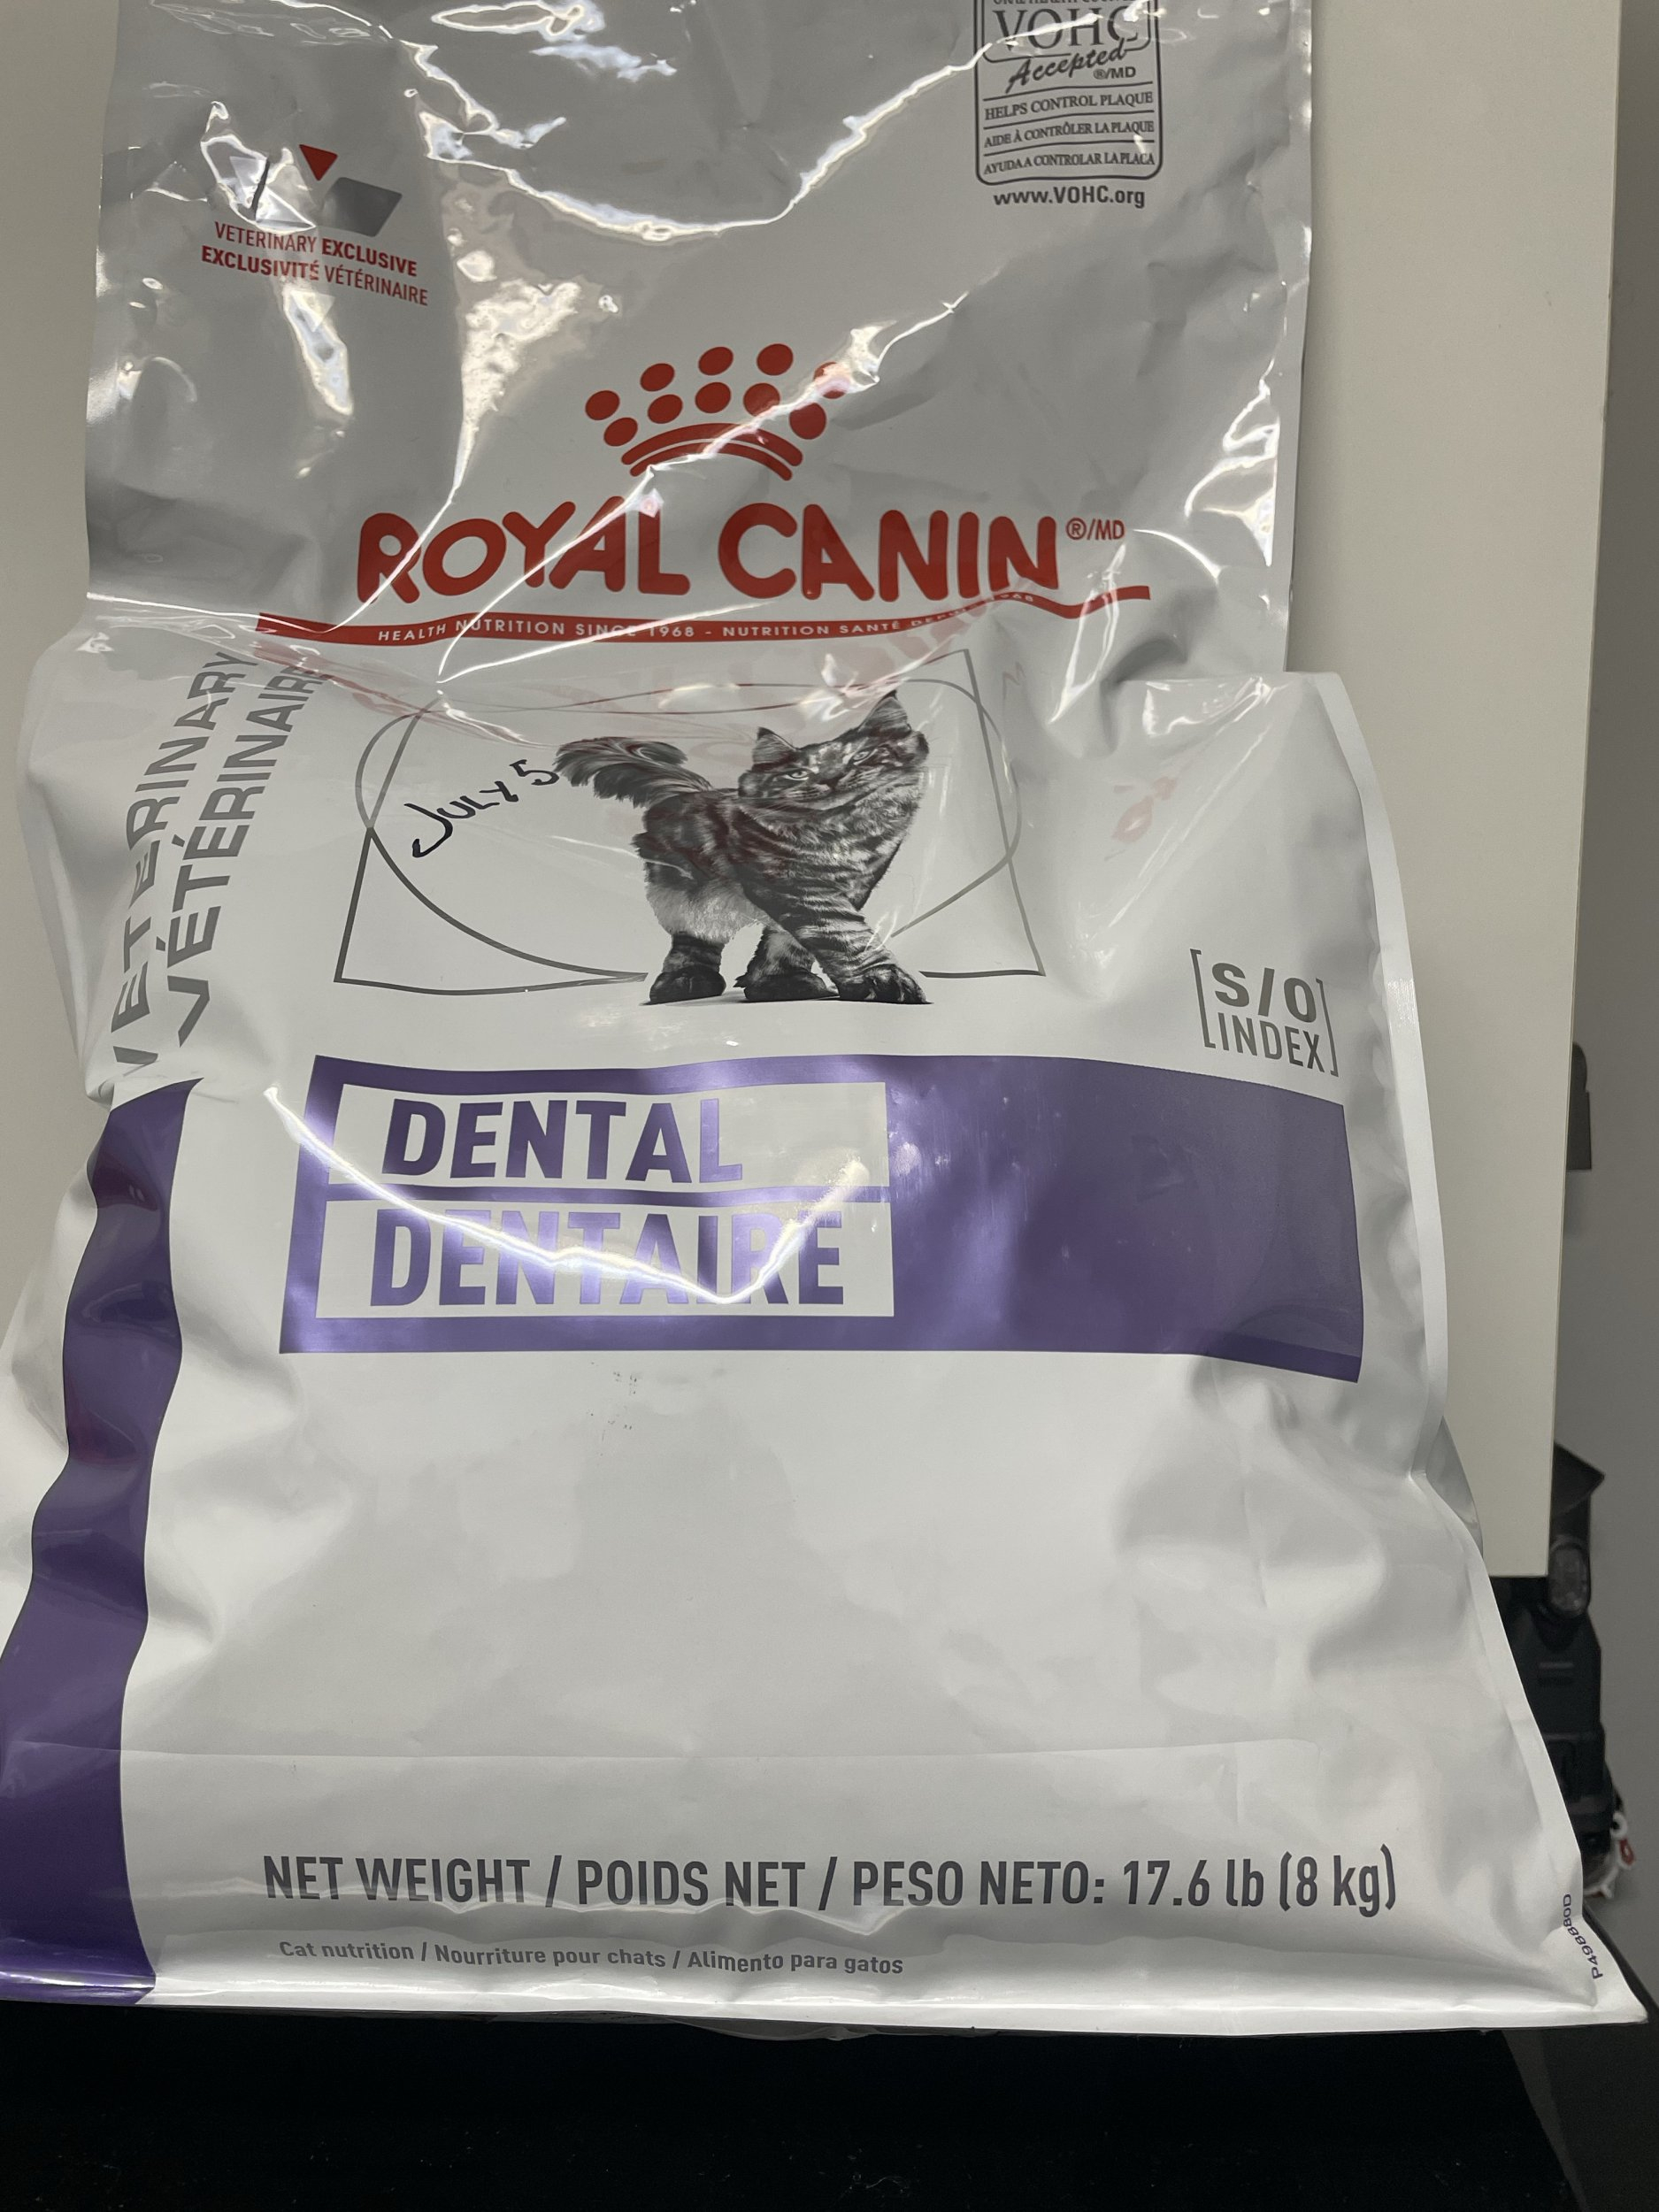 VOHC
Accepted
®/MD
HELPS CONTROL PLAQUE
AIDE À CONTRÔLER LA PLAQUE
AYUDA A CONTROLAR LA PLACA
www.VOHC.org
VETERINARY EXCLUSIVE
EXCLUSIVITÉ VÉTÉRINAIRE
ROYAL CANIN®/MD
HEALTH NUTRITION SINCE 1968 - NUTRITION SANTÉ DEPUIS 1968
VETERINARY
VÉTÉRINAIRE
JULY 5
S/O
INDEX
DENTAL
DENTAIRE
NET WEIGHT / POIDS NET / PESO NETO: 17.6 lb (8 kg)
Cat nutrition / Nourriture pour chats / Alimento para gatos